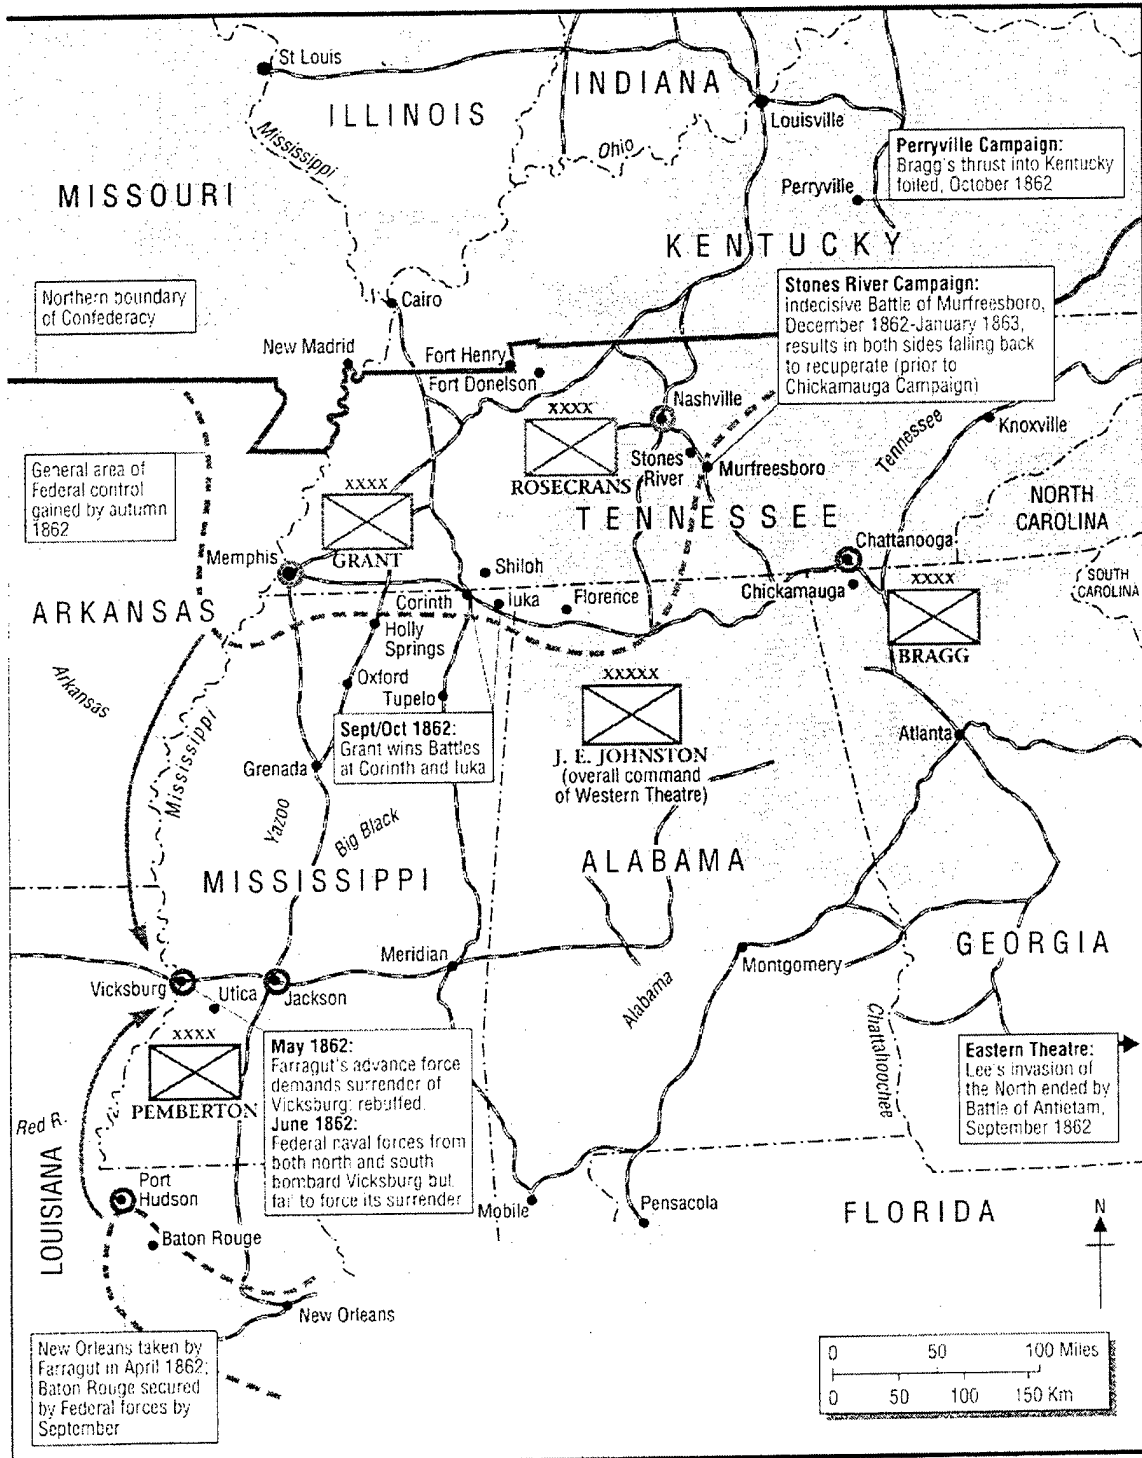 St Louis
INDIANA
ILLINOIS
Louisville
Mississippi
Ohio
Perryville Campaign:
Bragg's thrust into Kentucky
foiled, October 1862
MISSOURI
Perryville
KENTUCKY
Northern boundary
of Confederacy
Cairo
Stones River Campaign:
indecisive Battle of Murfreesboro,
December 1862-January 1863,
results in both sides falling back
to recuperate (prior to
Chickamauga Campaign)
New Madrid
Fort Henry
Fort Donelson
XXXX
Nashville
Tennessee
Knoxville
General area of
Federal control
gained by autumn
1862
Stones
River
Murfreesboro
ROSECRANS
XXXX
TENNESSEE
NORTH
CAROLINA
Memphis
GRANT
Shiloh
Chattanooga
XXXX
SOUTH
CAROLINA
ARKANSAS
Corinth
Iuka
Florence
Chickamauga
Holly
Springs
BRAGG
Arkansas
Oxford
Tupelo
XXXXX
Mississippi
Sept/Oct 1862:
Grant wins Battles
at Corinth and Iuka
Atlanta
Grenada
J. E. JOHNSTON
(overall command
of Western Theatre)
Yazoo
Big Black
ALABAMA
MISSISSIPPI
Meridian
GEORGIA
Montgomery
Vicksburg
Utica
Jackson
Alabama
Chattahoochee
XXXX
PEMBERTON
May 1862:
Farragut's advance force
demands surrender of
Vicksburg; rebuffed.
June 1862:
Federal naval forces from
both north and south
bombard Vicksburg but
fail to force its surrender
Eastern Theatre:
Lee's invasion of
the North ended by
Battle of Antietam,
September 1862
Red R.
LOUISIANA
Port
Hudson
Mobile
Pensacola
FLORIDA
N
Baton Rouge
New Orleans
New Orleans taken by
Farragut in April 1862;
Baton Rouge secured
by Federal forces by
September
0 50 100 Miles
0 50 100 150 Km